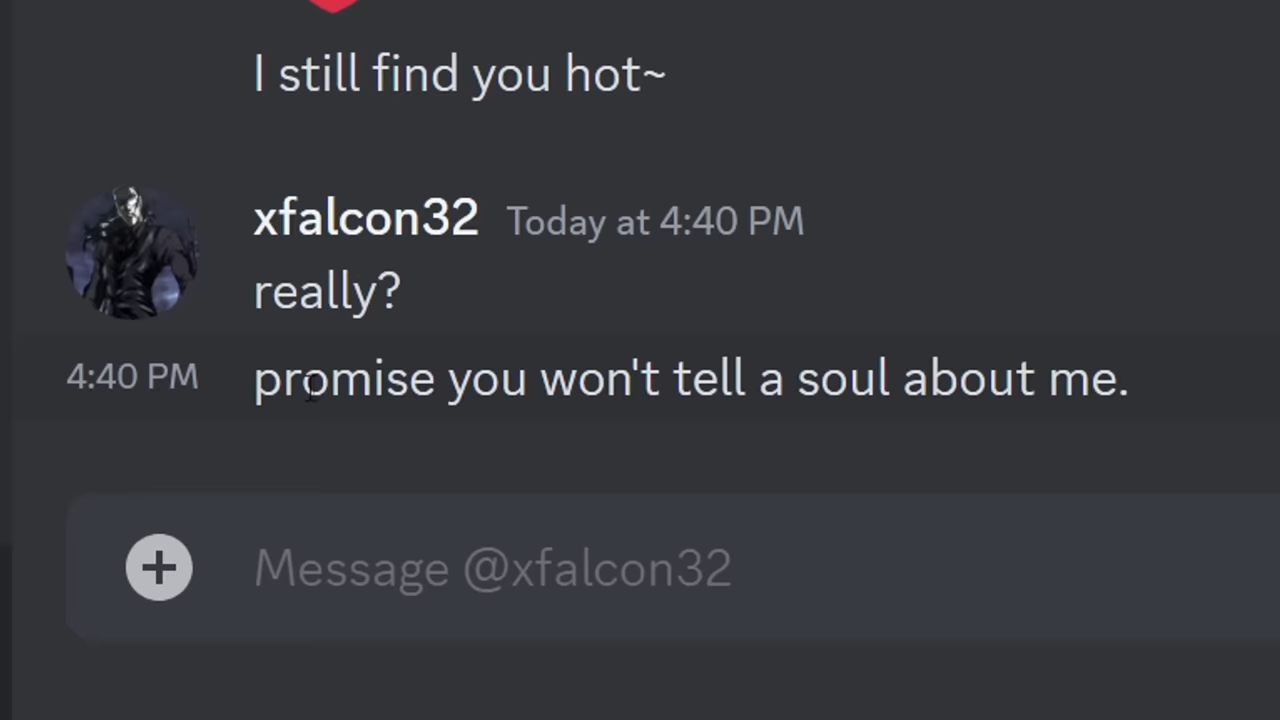 I still find you hot~
xfalcon32 Today at 4:40 PM
really?
4:40 PM promise you won't tell a soul about me.
Message @xfalcon32